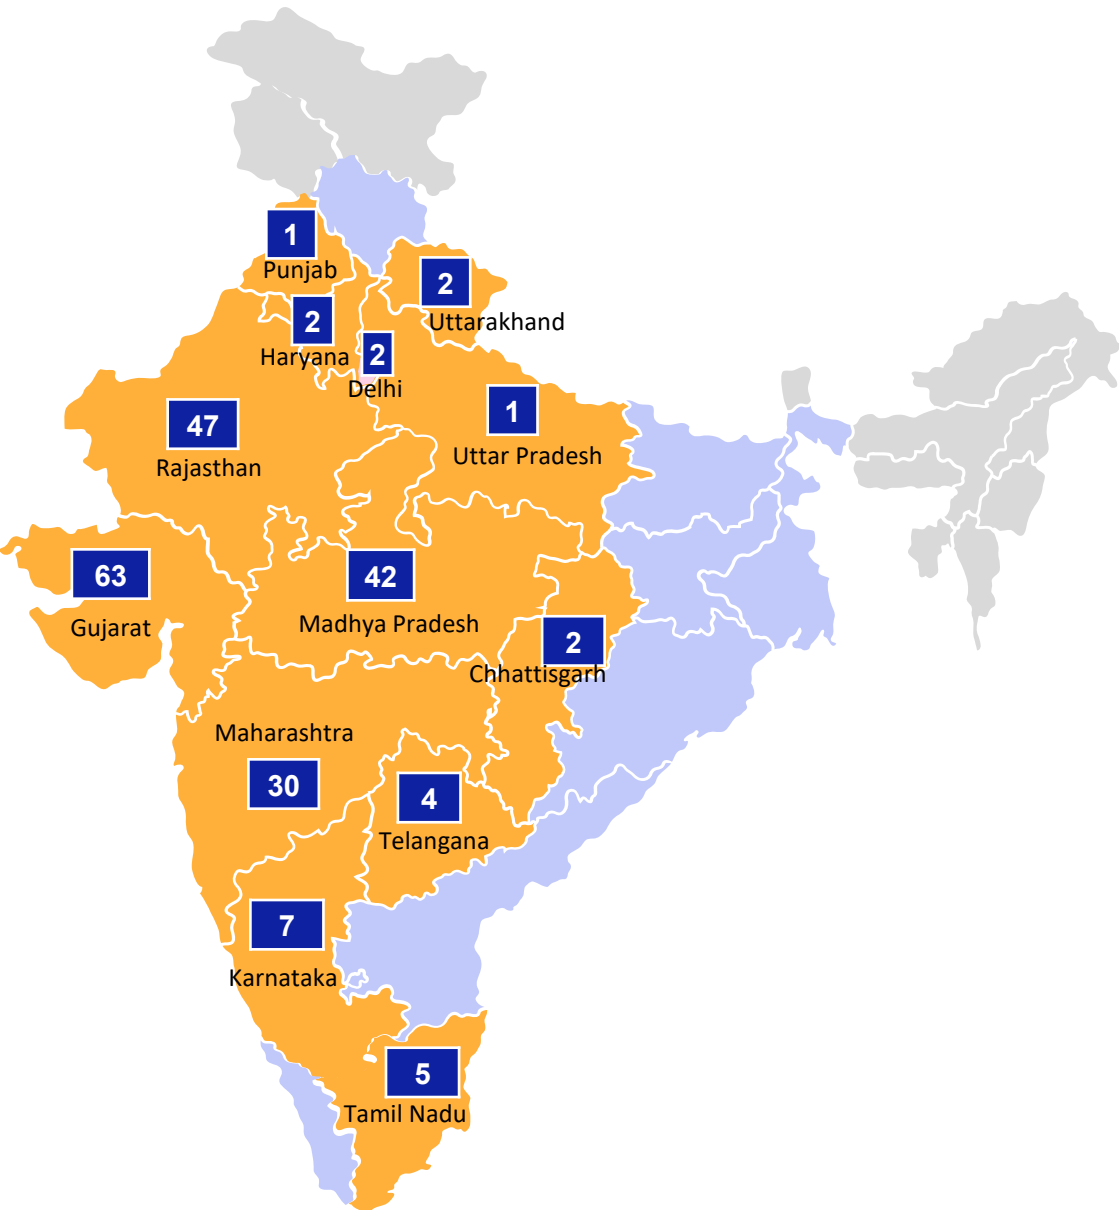 1
Punjab
2
Uttarakhand
2
Haryana
2
Delhi
47
Rajasthan
1
Uttar Pradesh
63
Gujarat
42
Madhya Pradesh
2
Chhattisgarh
Maharashtra
30
4
Telangana
7
Karnataka
5
Tamil Nadu